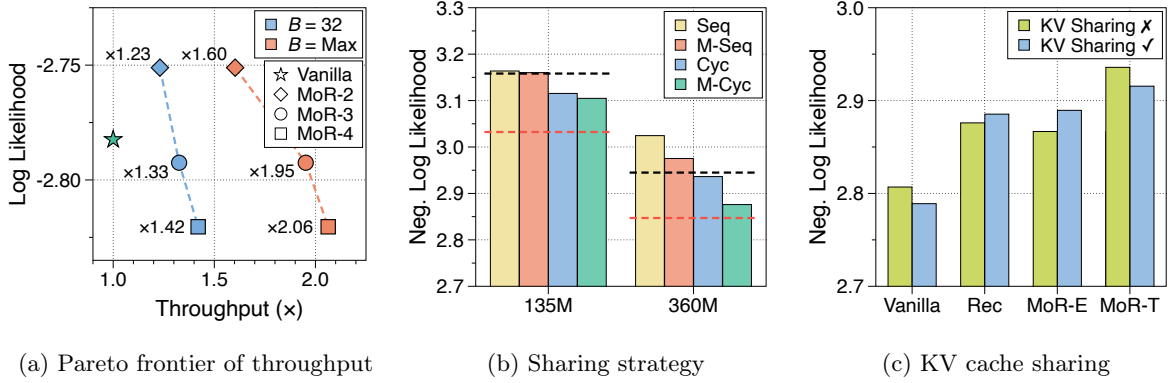 Log Likelihood
-2.75
-2.80
×1.23
×1.60
×1.33
×1.95
×1.42
×2.06
B = 32
B = Max
Vanilla
MoR-2
MoR-3
MoR-4
1.0
1.5
2.0
Throughput (×)
(a) Pareto frontier of throughput
Neg. Log Likelihood
3.3
3.2
3.1
3.0
2.9
2.8
2.7
Seq
M-Seq
Cyc
M-Cyc
135M
360M
(b) Sharing strategy
Neg. Log Likelihood
3.0
2.9
2.8
2.7
KV Sharing ✗
KV Sharing ✓
Vanilla
Rec
MoR-E
MoR-T
(c) KV cache sharing